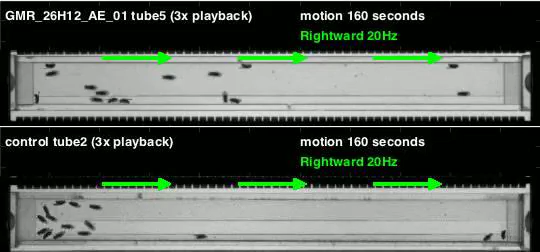 GMR_26H12_AE_01 tube5 (3x playback)
motion 160 seconds
Rightward 20Hz
control tube2 (3x playback)
motion 160 seconds
Rightward 20Hz